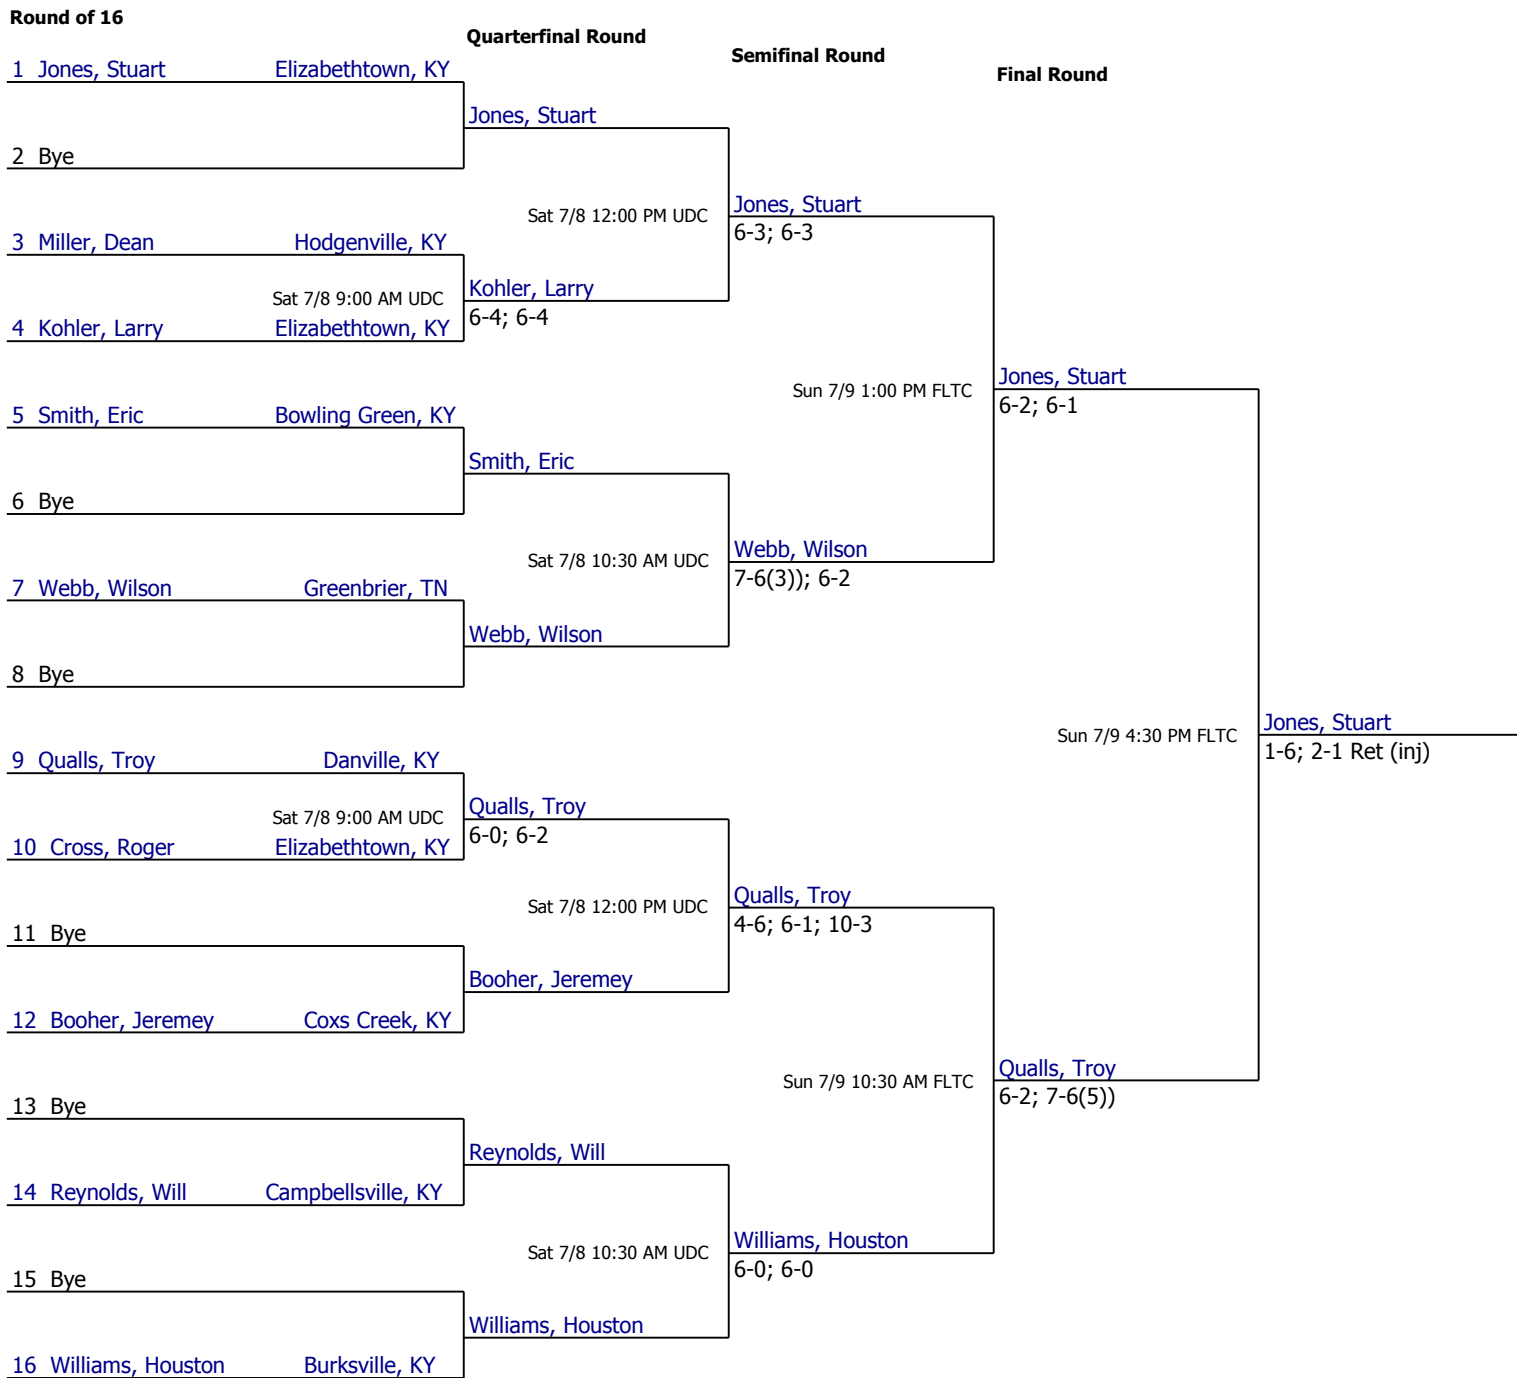 Round of 16
Quarterfinal Round
Semifinal Round
Final Round
1 Jones, Stuart Elizabethtown, KY
Jones, Stuart
2 Bye
Sat 7/8 12:00 PM UDC
Jones, Stuart
6-3; 6-3
3 Miller, Dean Hodgenville, KY
Sat 7/8 9:00 AM UDC
Kohler, Larry
6-4; 6-4
4 Kohler, Larry Elizabethtown, KY
Sun 7/9 1:00 PM FLTC
Jones, Stuart
6-2; 6-1
5 Smith, Eric Bowling Green, KY
Smith, Eric
6 Bye
Sat 7/8 10:30 AM UDC
Webb, Wilson
7-6(3)); 6-2
7 Webb, Wilson Greenbrier, TN
Webb, Wilson
8 Bye
Sun 7/9 4:30 PM FLTC
Jones, Stuart
1-6; 2-1 Ret (inj)
9 Qualls, Troy Danville, KY
Sat 7/8 9:00 AM UDC
Qualls, Troy
6-0; 6-2
10 Cross, Roger Elizabethtown, KY
Sat 7/8 12:00 PM UDC
Qualls, Troy
4-6; 6-1; 10-3
11 Bye
Booher, Jeremey
12 Booher, Jeremey Coxs Creek, KY
Sun 7/9 10:30 AM FLTC
Qualls, Troy
6-2; 7-6(5))
13 Bye
Reynolds, Will
14 Reynolds, Will Campbellsville, KY
Sat 7/8 10:30 AM UDC
Williams, Houston
6-0; 6-0
15 Bye
Williams, Houston
16 Williams, Houston Burksville, KY